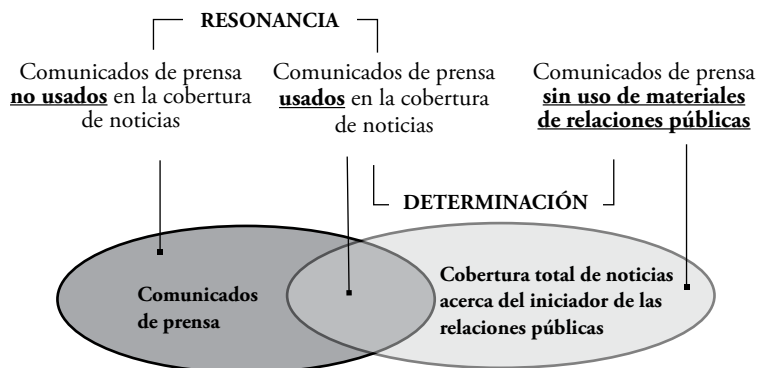 RESONANCIA
Comunicados de prensa
no usados en la cobertura
de noticias
Comunicados de prensa
usados en la cobertura
de noticias
Comunicados de prensa
sin uso de materiales
de relaciones públicas
DETERMINACIÓN
Comunicados
de prensa
Cobertura total de noticias
acerca del iniciador de las
relaciones públicas